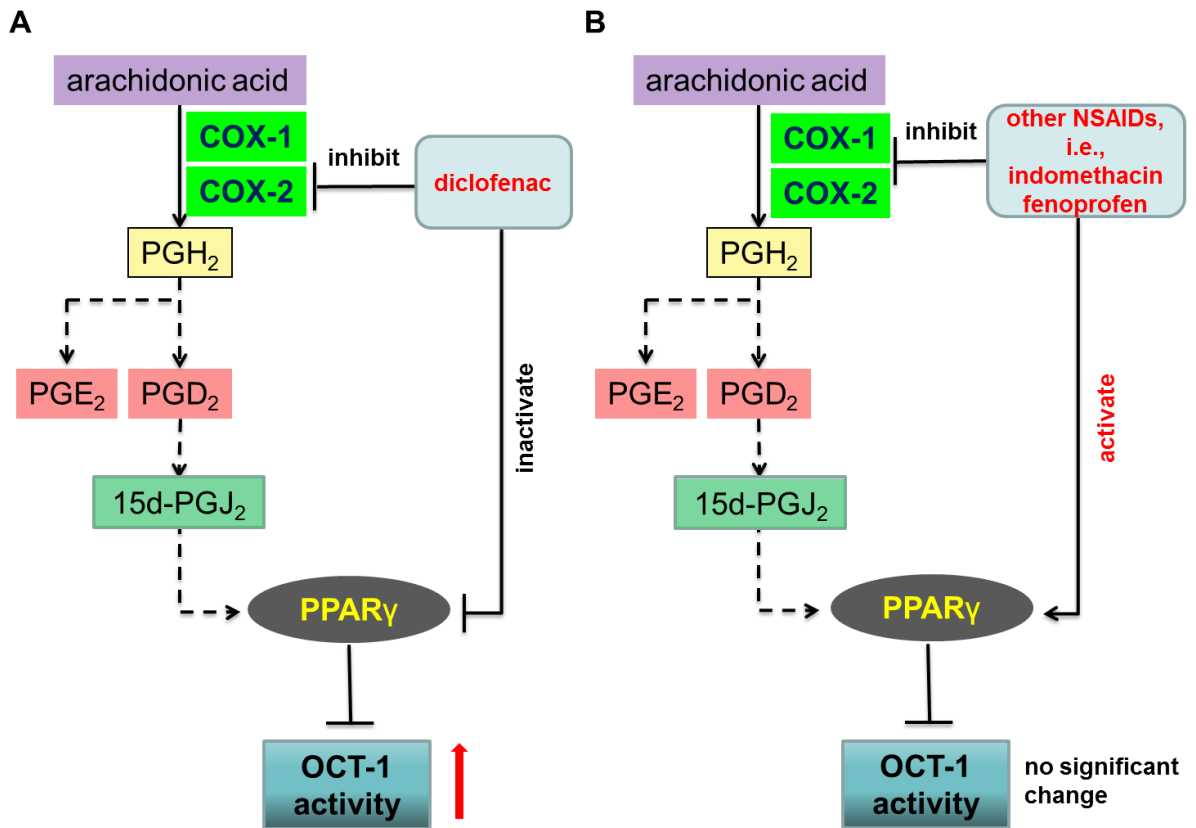 A
arachidonic acid
COX-1
COX-2
inhibit
diclofenac
PGH₂
PGE₂
PGD₂
inactivate
15d-PGJ₂
PPARγ
OCT-1
activity
B
arachidonic acid
COX-1
COX-2
inhibit
other NSAIDs,
i.e.,
indomethacin
fenoprofen
PGH₂
PGE₂
PGD₂
activate
15d-PGJ₂
PPARγ
OCT-1
activity
no significant
change